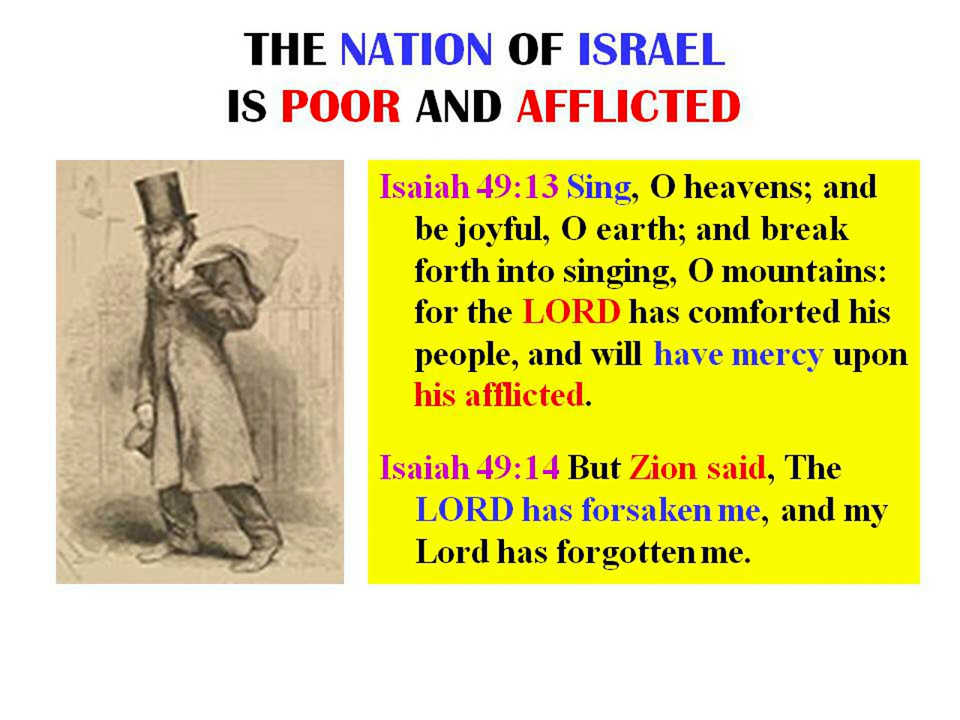 THE NATION OF ISRAEL
IS POOR AND AFFLICTED
Isaiah 49:13 Sing, O heavens; and
be joyful, O earth; and break
forth into singing, O mountains:
for the LORD has comforted his
people, and will have mercy upon
his afflicted.
Isaiah 49:14 But Zion said, The
LORD has forsaken me, and my
Lord has forgotten me.